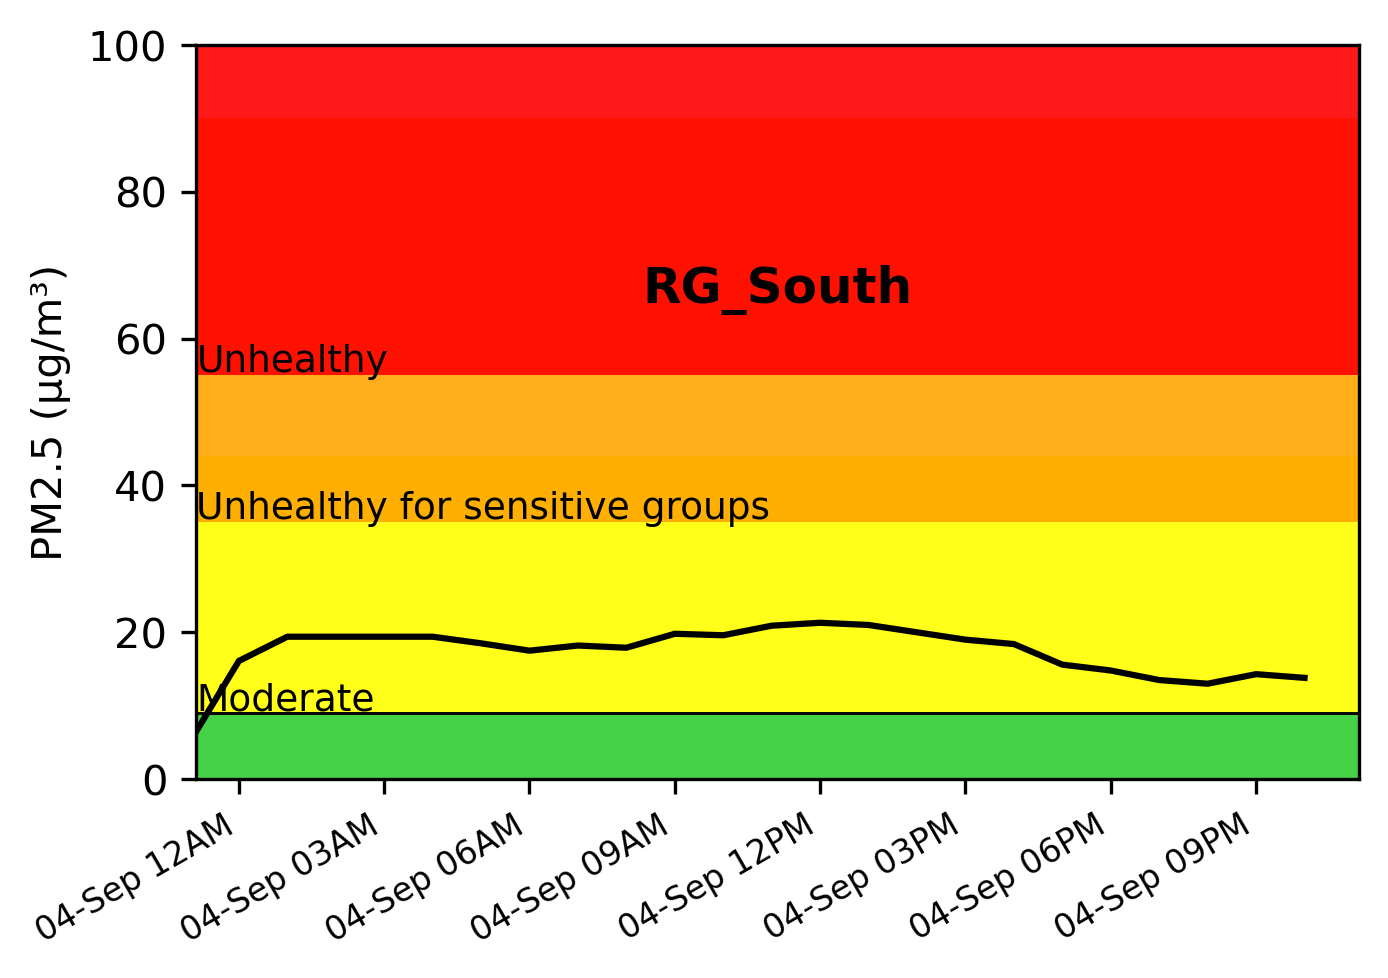 100
80
60
40
20
0
PM2.5 (µg/m³)
RG_South
Unhealthy
Unhealthy for sensitive groups
Moderate
04-Sep 12AM
04-Sep 03AM
04-Sep 06AM
04-Sep 09AM
04-Sep 12PM
04-Sep 03PM
04-Sep 06PM
04-Sep 09PM